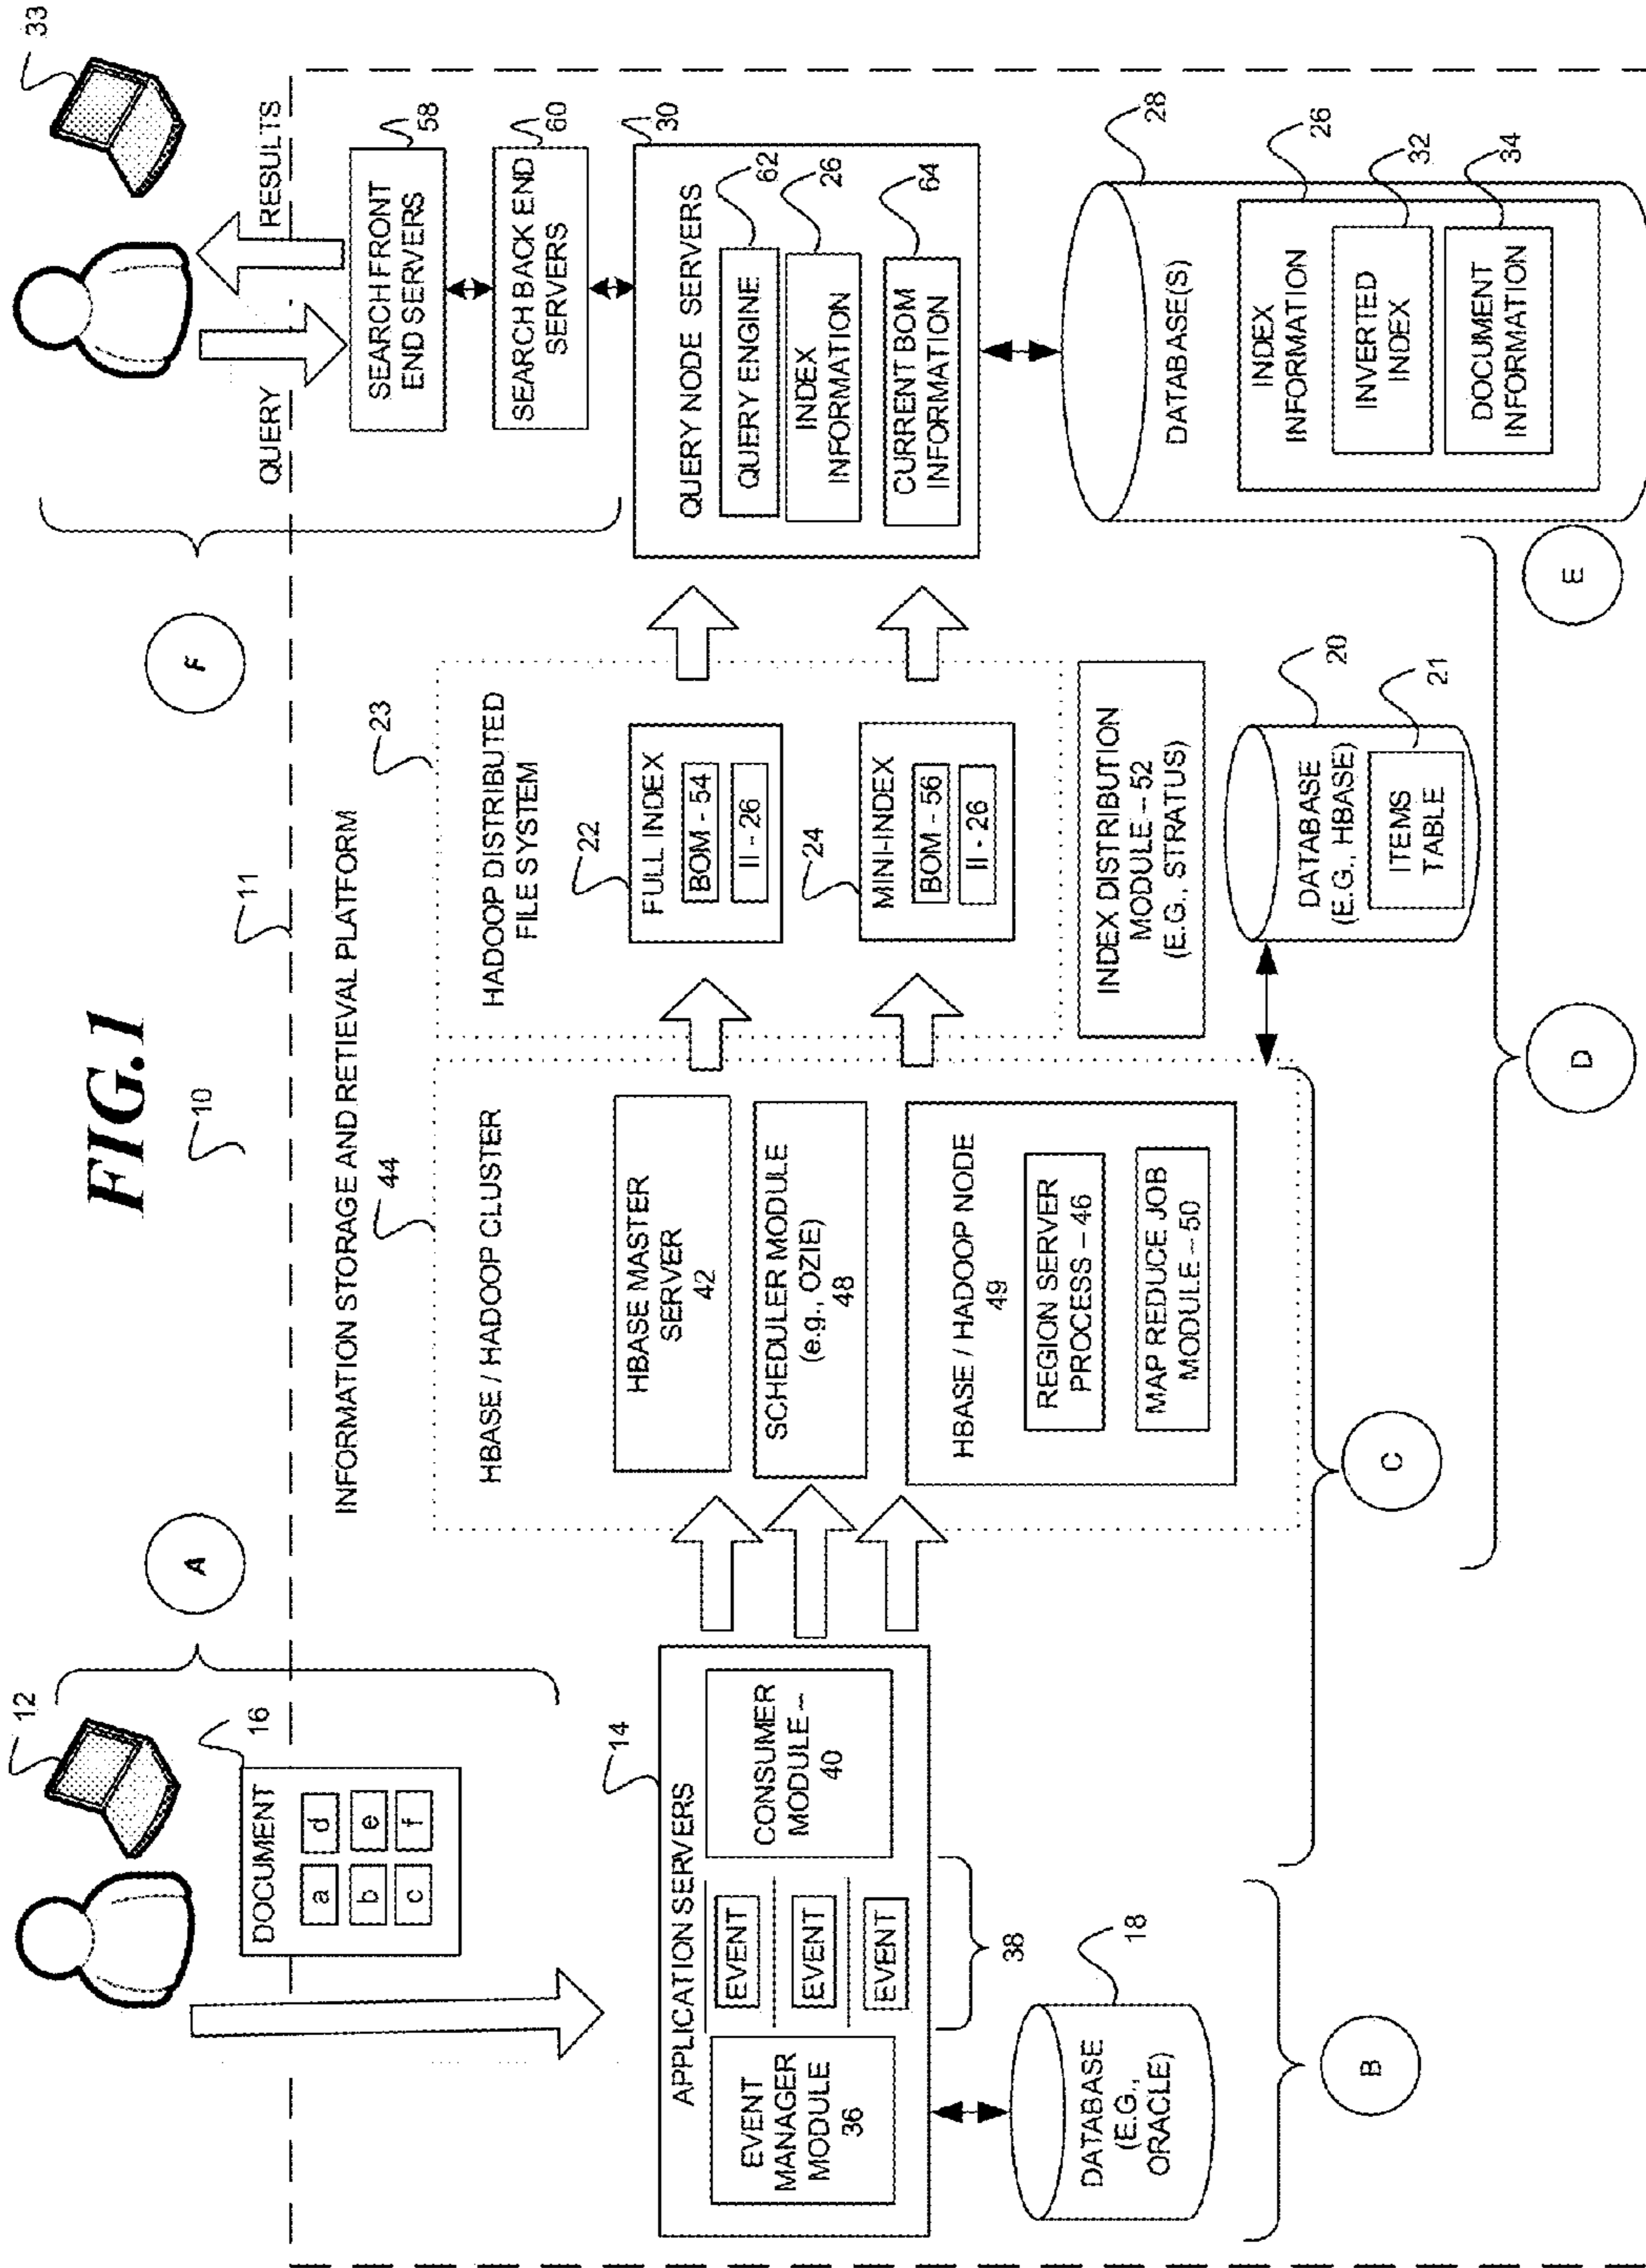 FIG.1
10
11
INFORMATION STORAGE AND RETRIEVAL PLATFORM
12
A
16
DOCUMENT
a
d
b
e
c
f
14
APPLICATION SERVERS
EVENT
MANAGER
MODULE
36
EVENT
EVENT
EVENT
38
CONSUMER
MODULE –
40
18
DATABASE
(E.G.,
ORACLE)
B
44
HBASE / HADOOP CLUSTER
HBASE MASTER
SERVER
42
SCHEDULER MODULE
(e.g., OZIE)
48
HBASE / HADOOP NODE
49
REGION SERVER
PROCESS – 46
MAP REDUCE JOB
MODULE – 50
C
23
HADOOP DISTRIBUTED
FILE SYSTEM
22
FULL INDEX
BOM - 54
II - 26
24
MINI-INDEX
BOM - 56
II - 26
INDEX DISTRIBUTION
MODULE – 52
(E.G., STRATUS)
20
DATABASE
(E.G., HBASE)
21
ITEMS
TABLE
D
F
33
QUERY
RESULTS
SEARCH FRONT
END SERVERS
58
SEARCH BACK END
SERVERS
60
30
QUERY NODE SERVERS
QUERY ENGINE
62
INDEX
INFORMATION
26
CURRENT BOM
INFORMATION
64
28
DATABASE(S)
INDEX
INFORMATION
26
INVERTED
INDEX
32
DOCUMENT
INFORMATION
34
E